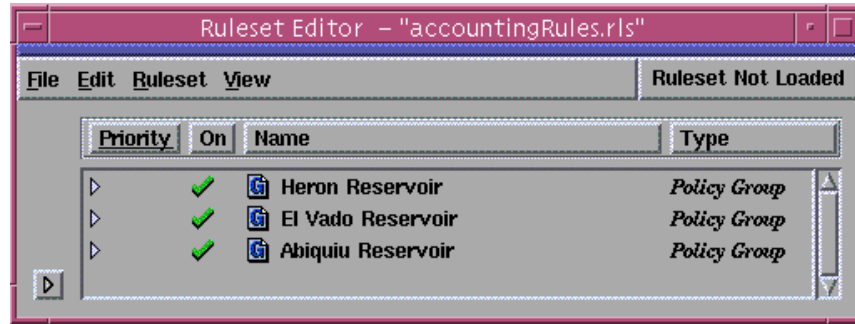 Ruleset Editor – "accountingRules.rls"
File Edit Ruleset View Ruleset Not Loaded
Priority On Name Type
G Heron Reservoir Policy Group
G El Vado Reservoir Policy Group
G Abiquiu Reservoir Policy Group